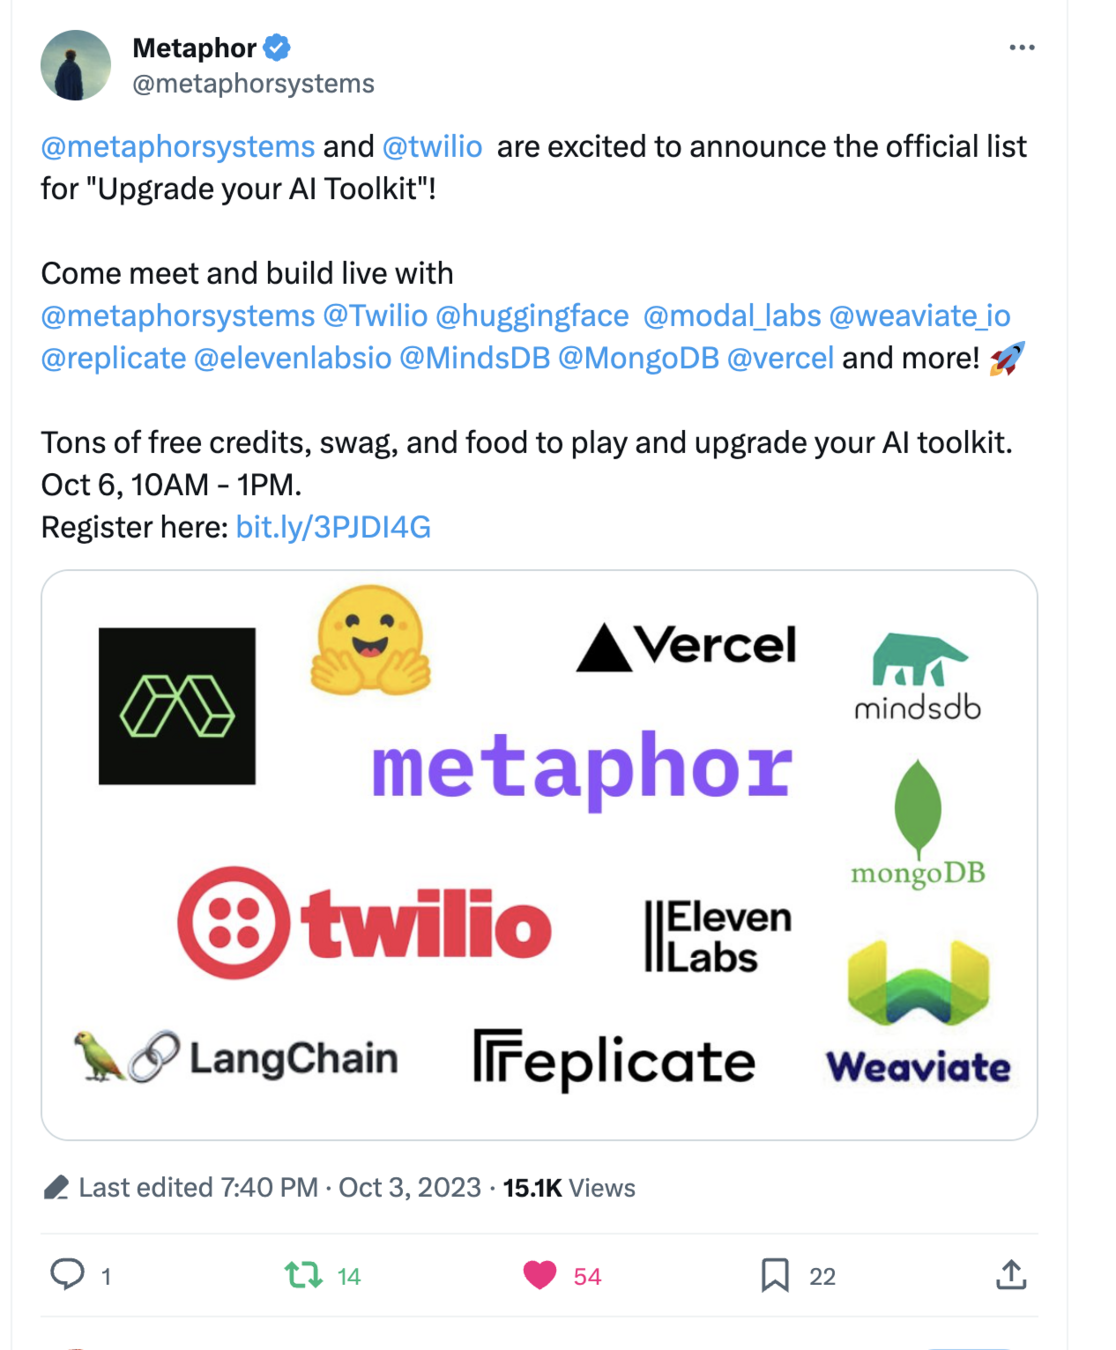 Metaphor
@metaphorsystems
@metaphorsystems and @twilio are excited to announce the official list
for "Upgrade your AI Toolkit"!
Come meet and build live with
@metaphorsystems @Twilio @huggingface @modal_labs @weaviate_io
@replicate @elevenlabsio @MindsDB @MongoDB @vercel and more! 🚀
Tons of free credits, swag, and food to play and upgrade your AI toolkit.
Oct 6, 10AM - 1PM.
Register here: bit.ly/3PJDI4G
Vercel
mindsdb
metaphor
mongoDB
twilio
||Eleven
Labs
LangChain
replicate
Weaviate
Last edited 7:40 PM · Oct 3, 2023 · 15.1K Views
1 14 54 22